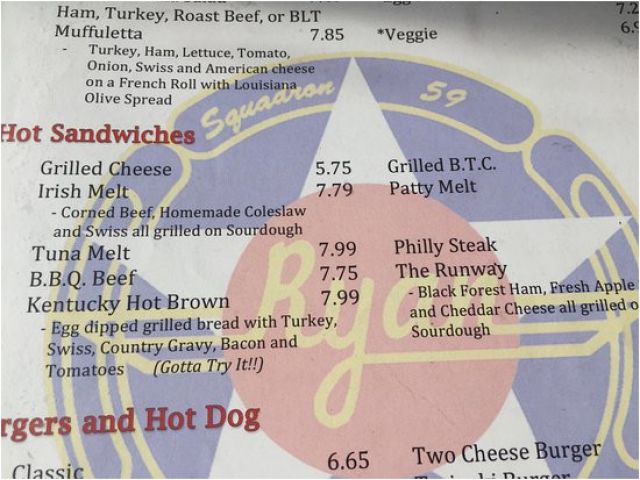 Ham, Turkey, Roast Beef, or BLT
Muffuletta 7.85 *Veggie
- Turkey, Ham, Lettuce, Tomato,
Onion, Swiss and American cheese
on a French Roll with Louisiana
Olive Spread
Squadron 59
Hot Sandwiches
Grilled Cheese 5.75 Grilled B.T.C.
Irish Melt 7.79 Patty Melt
- Corned Beef, Homemade Coleslaw
and Swiss all grilled on Sourdough
Tuna Melt 7.99 Philly Steak
B.B.Q. Beef 7.75 The Runway
- Black Forest Ham, Fresh Apple
and Cheddar Cheese all grilled o
Sourdough
Kentucky Hot Brown 7.99
- Egg dipped grilled bread with Turkey,
Swiss, Country Gravy, Bacon and
Tomatoes (Gotta Try It!!)
Ryan
rgers and Hot Dog
Classic 6.65 Two Cheese Burger